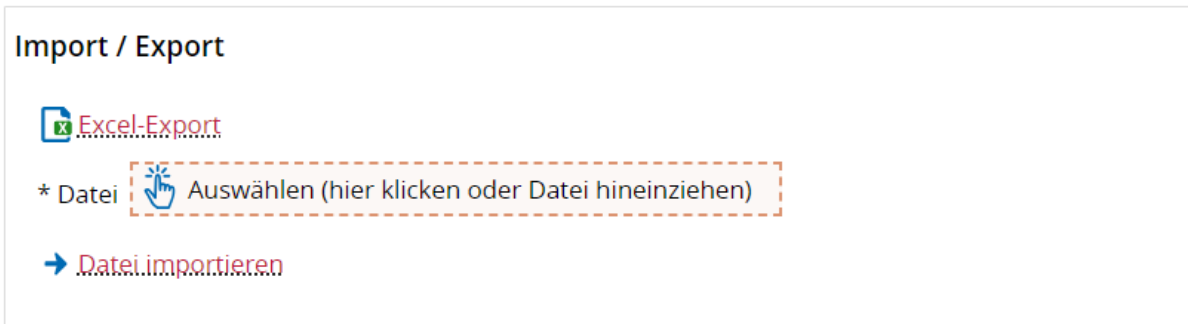 Import / Export
Excel-Export
* Datei Auswählen (hier klicken oder Datei hineinziehen)
Datei importieren